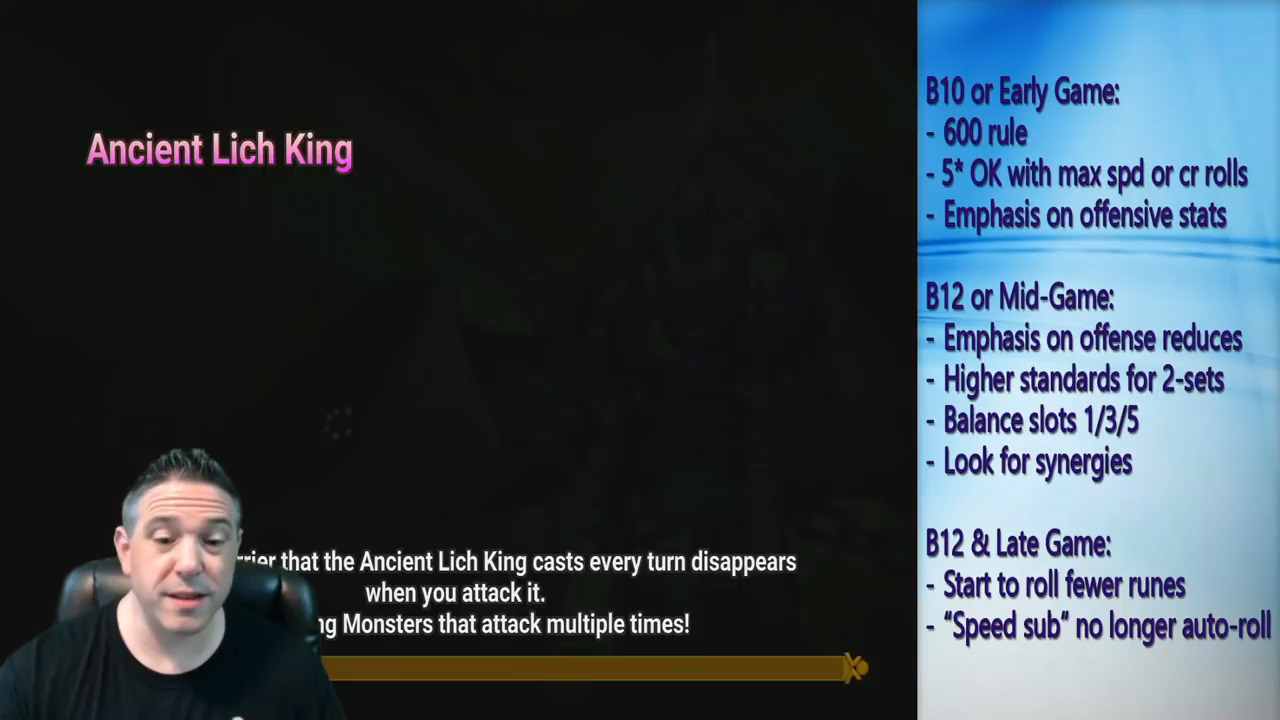 Ancient Lich King
rrier that the Ancient Lich King casts every turn disappears
when you attack it.
ng Monsters that attack multiple times!
B10 or Early Game:
- 600 rule
- 5* OK with max spd or cr rolls
- Emphasis on offensive stats
B12 or Mid-Game:
- Emphasis on offense reduces
- Higher standards for 2-sets
- Balance slots 1/3/5
- Look for synergies
B12 & Late Game:
- Start to roll fewer runes
- “Speed sub” no longer auto-roll